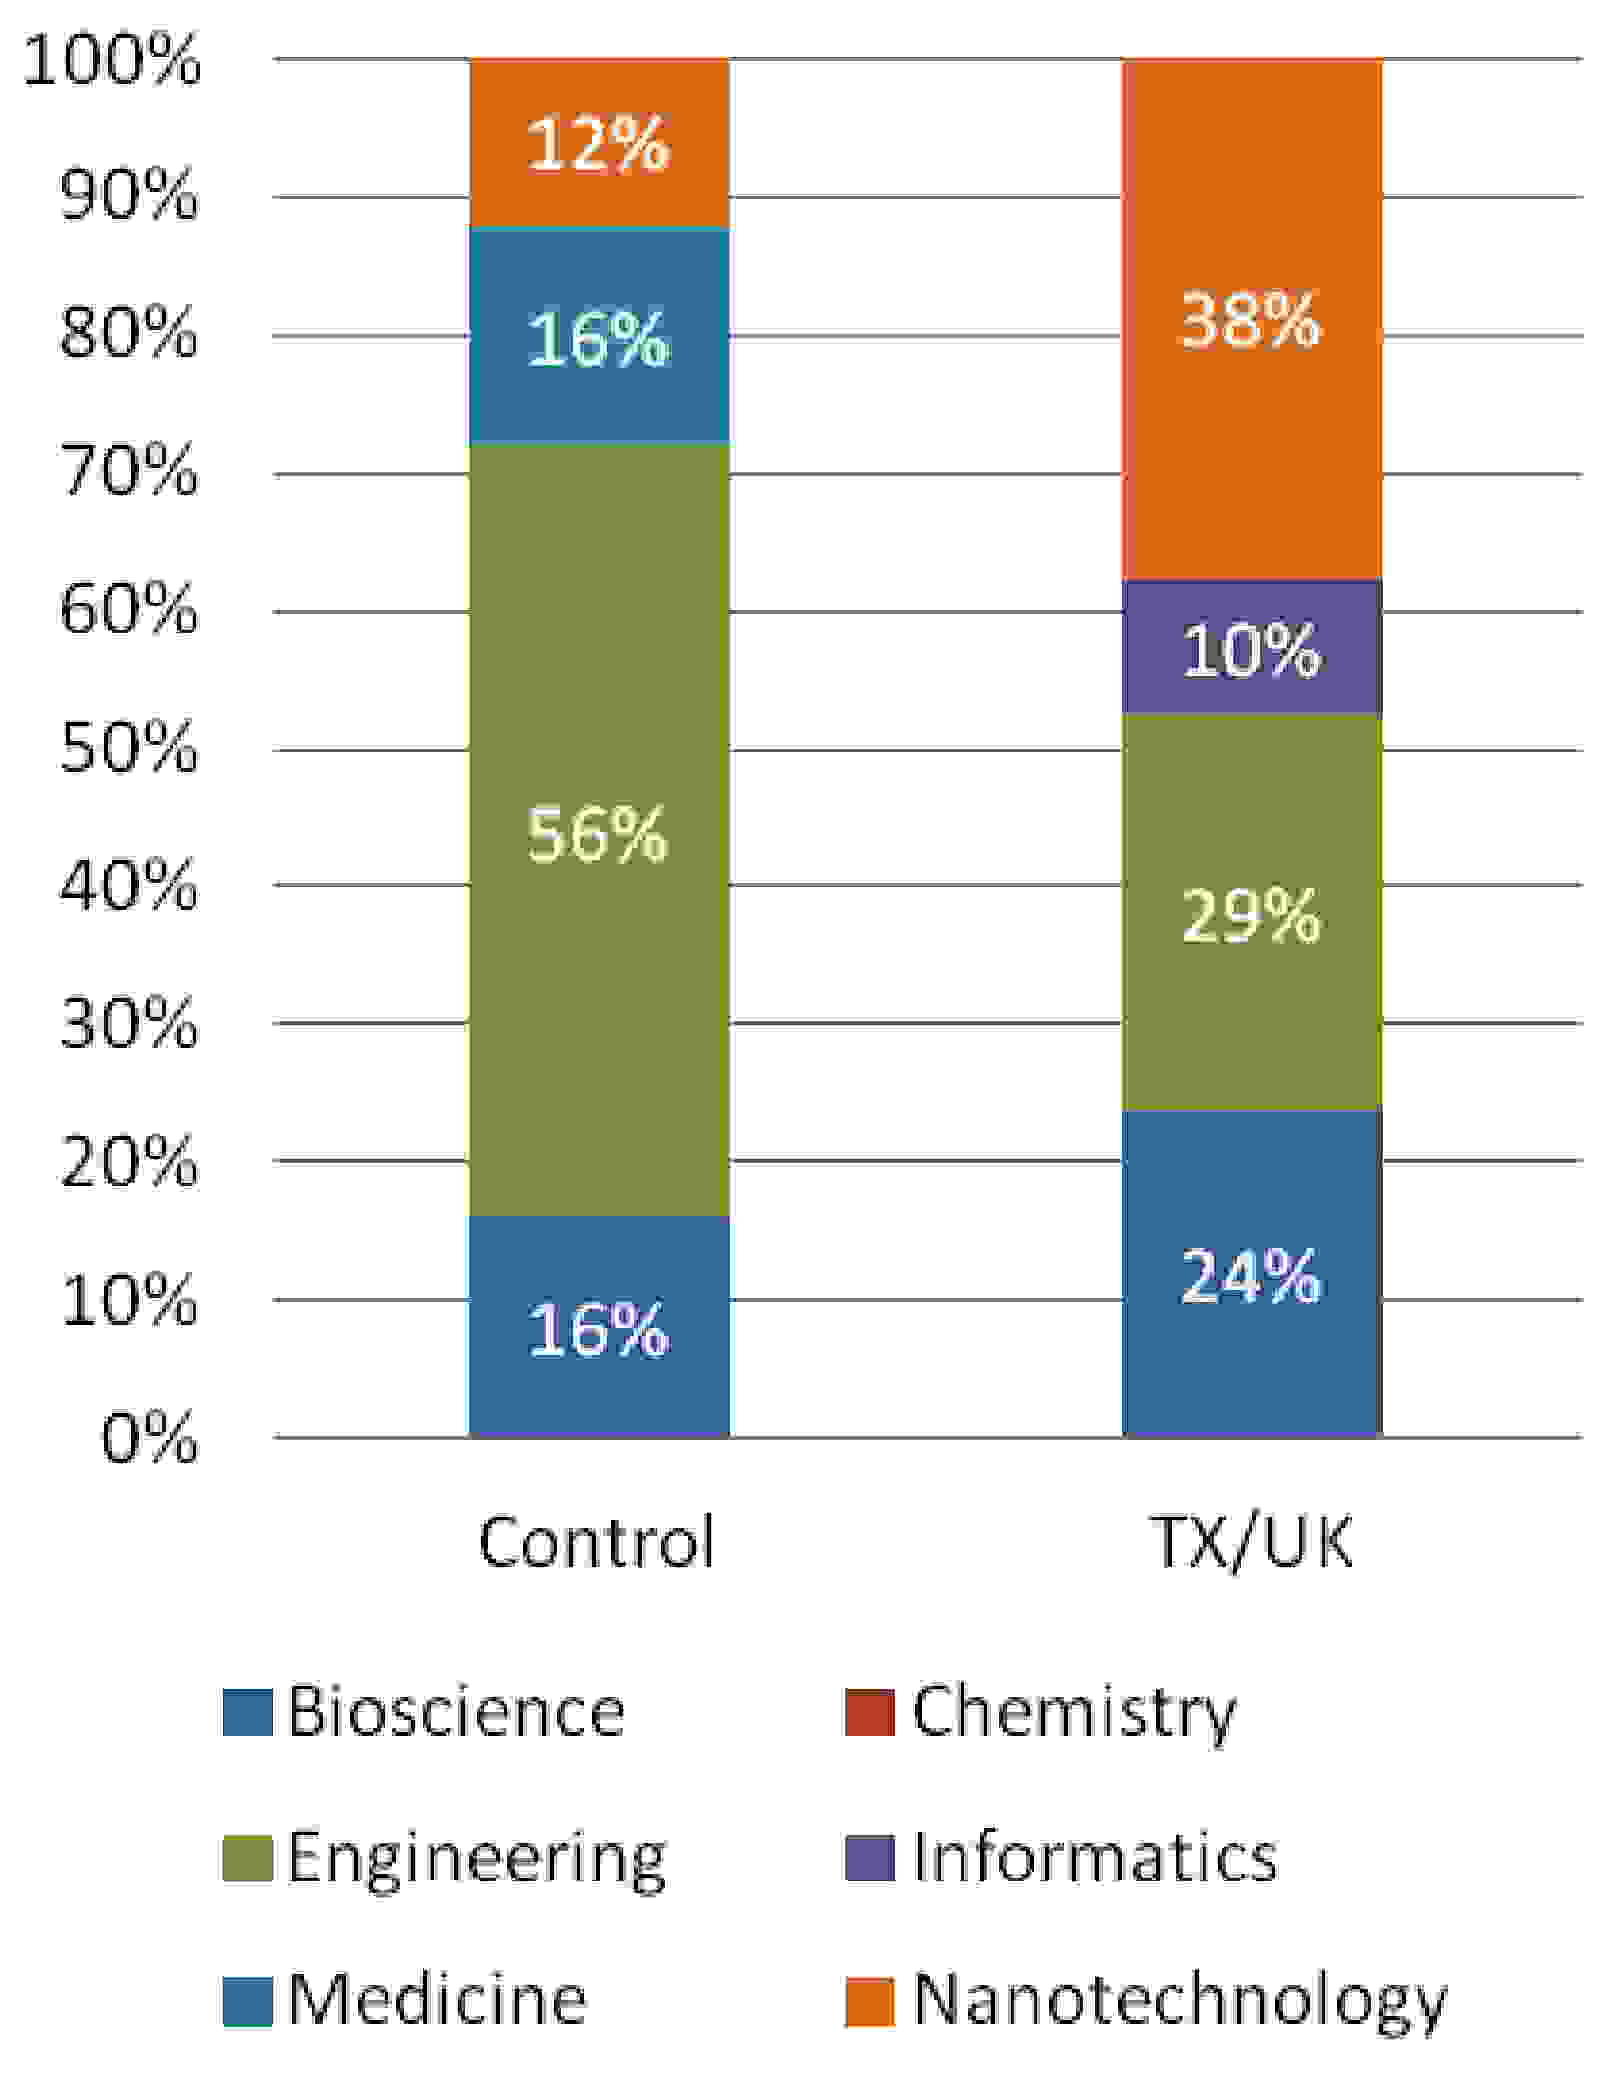 100%
90%
80%
70%
60%
50%
40%
30%
20%
10%
0%
12%
16%
56%
16%
38%
10%
29%
24%
Control
TX/UK
Bioscience
Chemistry
Engineering
Informatics
Medicine
Nanotechnology